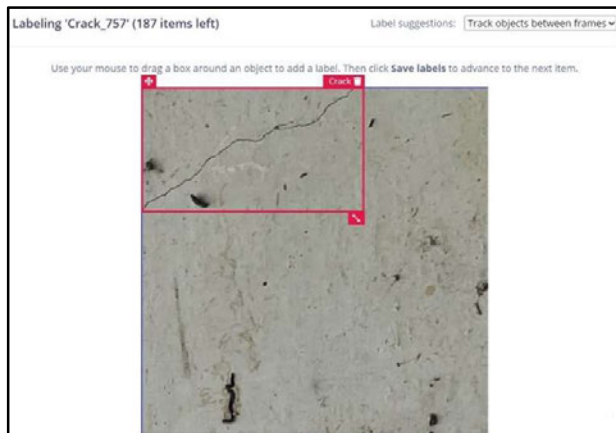 Labeling 'Crack_757' (187 items left)
Label suggestions: Track objects between frames
Use your mouse to drag a box around an object to add a label. Then click Save labels to advance to the next item.
Crack